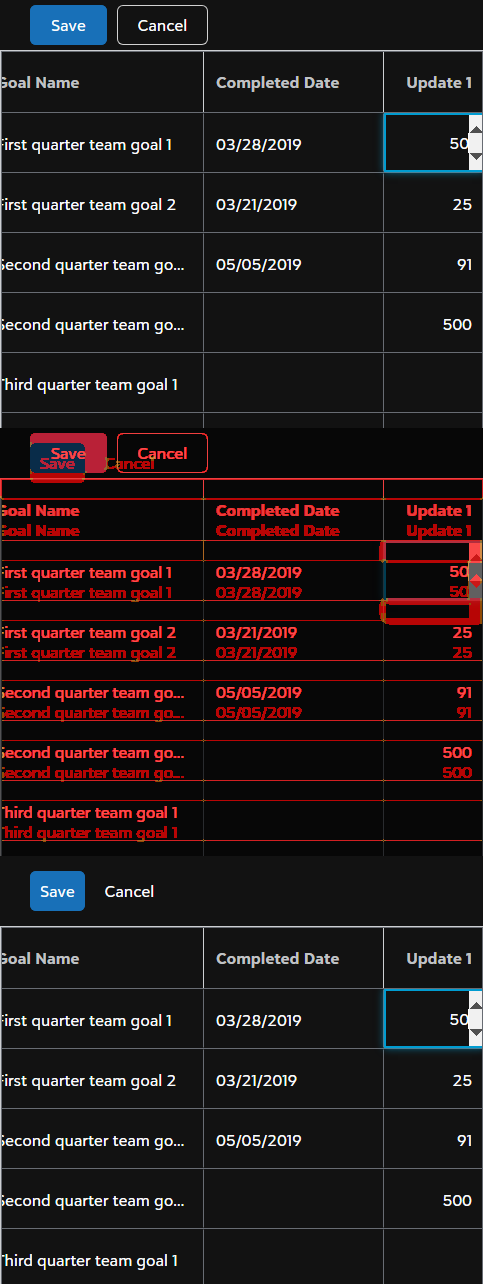 Save Cancel
Goal Name Completed Date Update 1
First quarter team goal 1 03/28/2019 50
First quarter team goal 2 03/21/2019 25
Second quarter team go... 05/05/2019 91
Second quarter team go... 500
Third quarter team goal 1
Save Cancel
Save Cancel
Goal Name Completed Date Update 1
Goal Name Completed Date Update 1
First quarter team goal 1 03/28/2019 50
First quarter team goal 1 03/28/2019 50
First quarter team goal 2 03/21/2019 25
First quarter team goal 2 03/21/2019 25
Second quarter team go... 05/05/2019 91
Second quarter team go... 05/05/2019 91
Second quarter team go... 500
Second quarter team go... 500
Third quarter team goal 1
Third quarter team goal 1
Save Cancel
Goal Name Completed Date Update 1
First quarter team goal 1 03/28/2019 50
First quarter team goal 2 03/21/2019 25
Second quarter team go... 05/05/2019 91
Second quarter team go... 500
Third quarter team goal 1